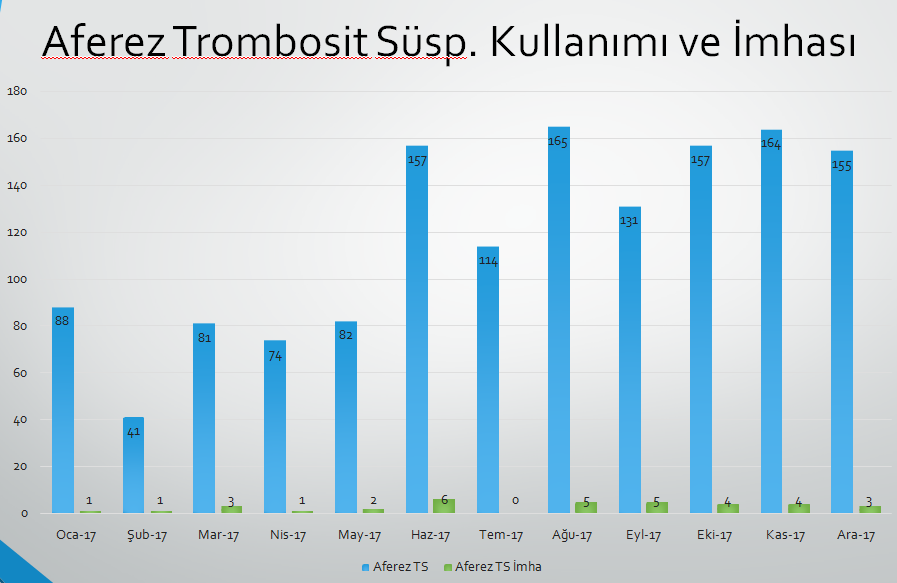 Aferez Trombosit Süsp. Kullanımı ve İmhası
180
160
140
120
100
80
60
40
20
0
88 41 81 74 82 157 114 165 131 157 164 155
1 1 3 1 2 6 0 5 5 4 4 3
Oca-17 Şub-17 Mar-17 Nis-17 May-17 Haz-17 Tem-17 Ağu-17 Eyl-17 Eki-17 Kas-17 Ara-17
Aferez TS Aferez TS İmha